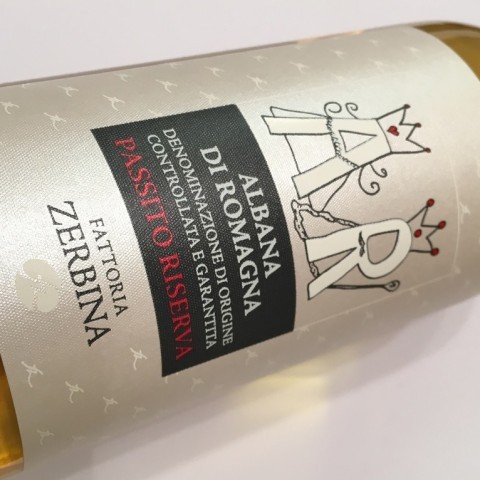 AR
ALBANA
DI ROMAGNA
DENOMINAZIONE DI ORIGINE
CONTROLLATA E GARANTITA
PASSITO RISERVA
FATTORIA
ZERBINA